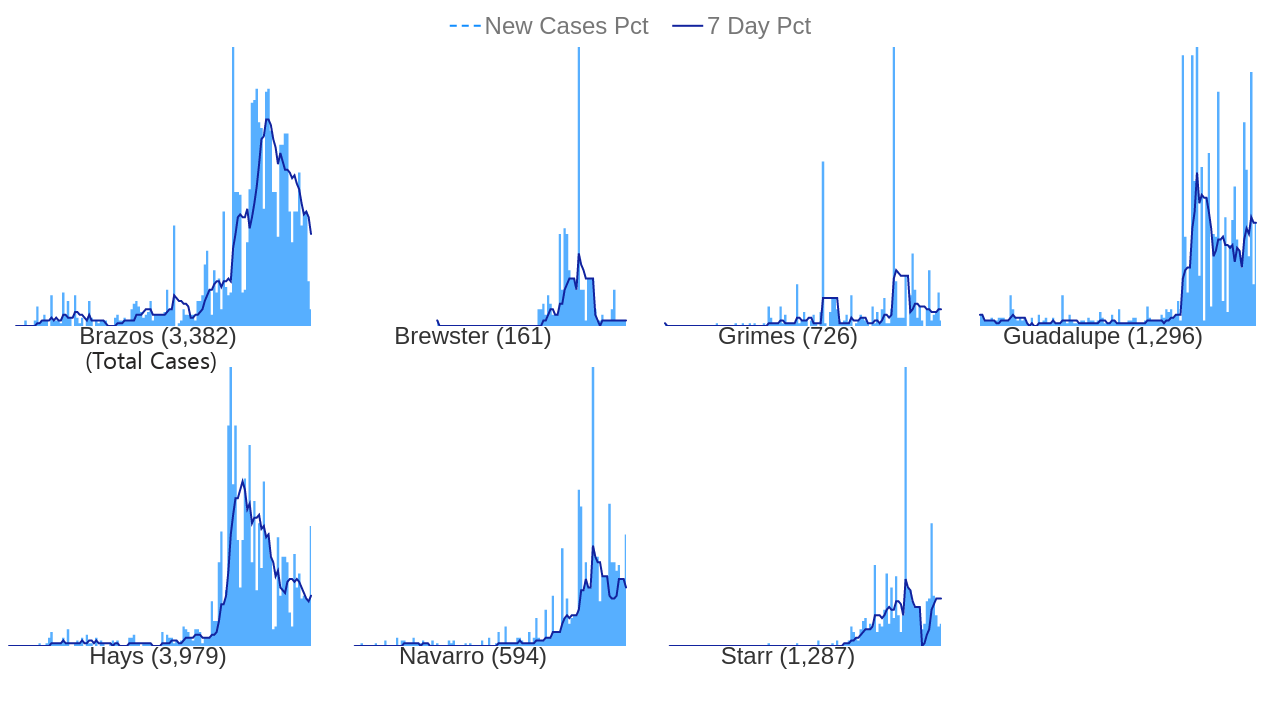 New Cases Pct 7 Day Pct
Brazos (3,382) Brewster (161) Grimes (726) Guadalupe (1,296)
(Total Cases)
Hays (3,979) Navarro (594) Starr (1,287)